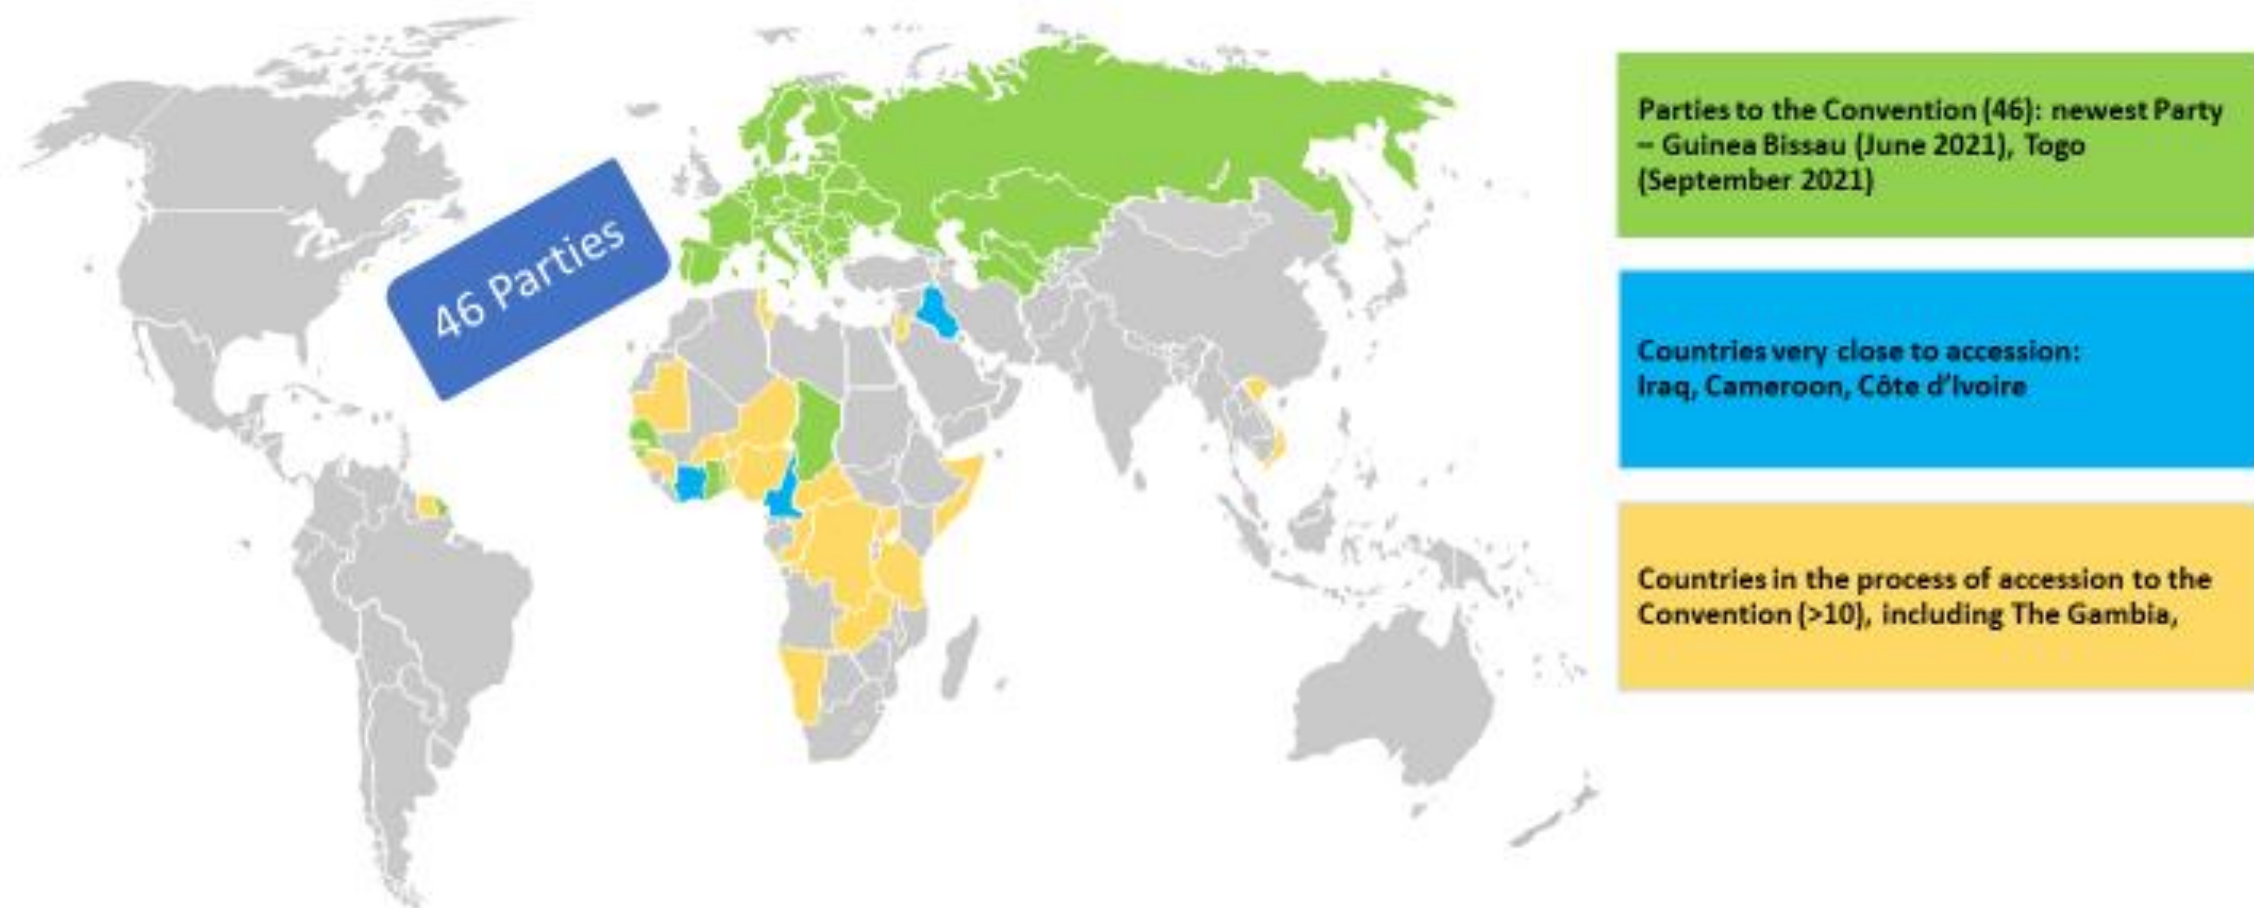 46 Parties
Parties to the Convention (46): newest Party
– Guinea Bissau (June 2021), Togo
(September 2021)
Countries very close to accession:
Iraq, Cameroon, Côte d’Ivoire
Countries in the process of accession to the
Convention (>10), including The Gambia,